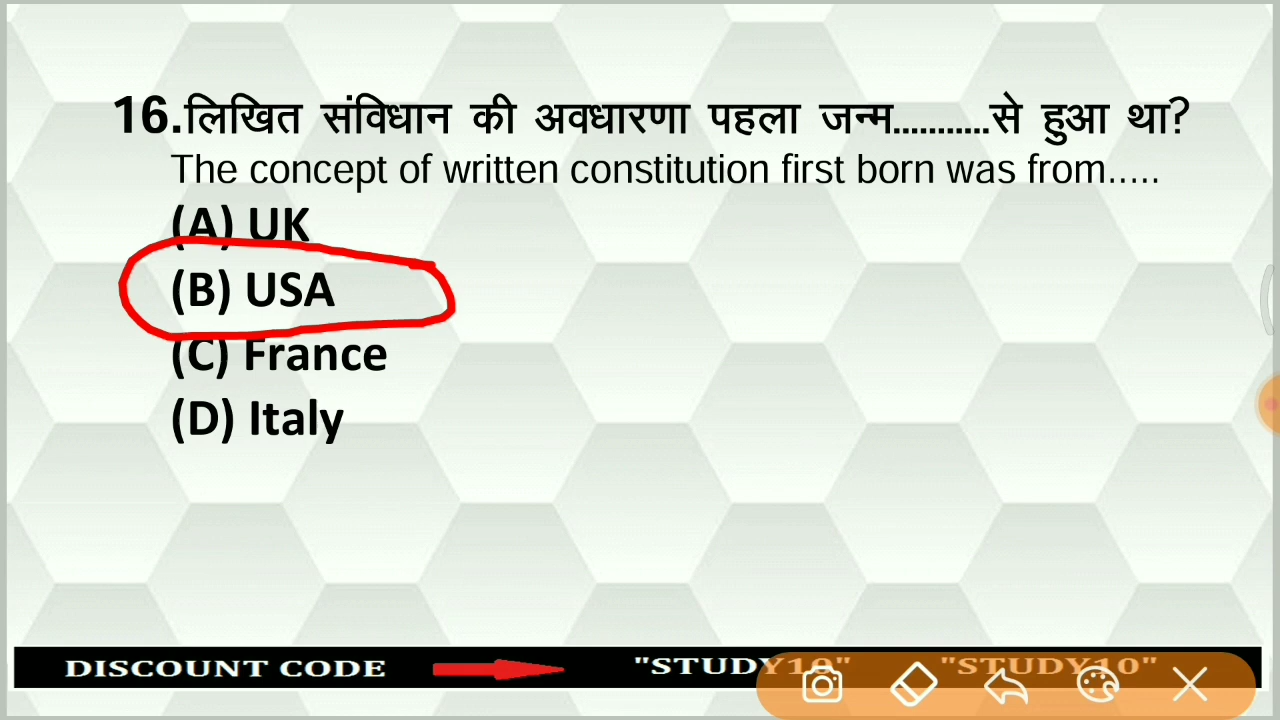 16.लिखित संविधान की अवधारणा पहला जन्म...........से हुआ था?
The concept of written constitution first born was from.....
(A) UK
(B) USA
(C) France
(D) Italy
DISCOUNT CODE "STUDY10" "STUDY10"